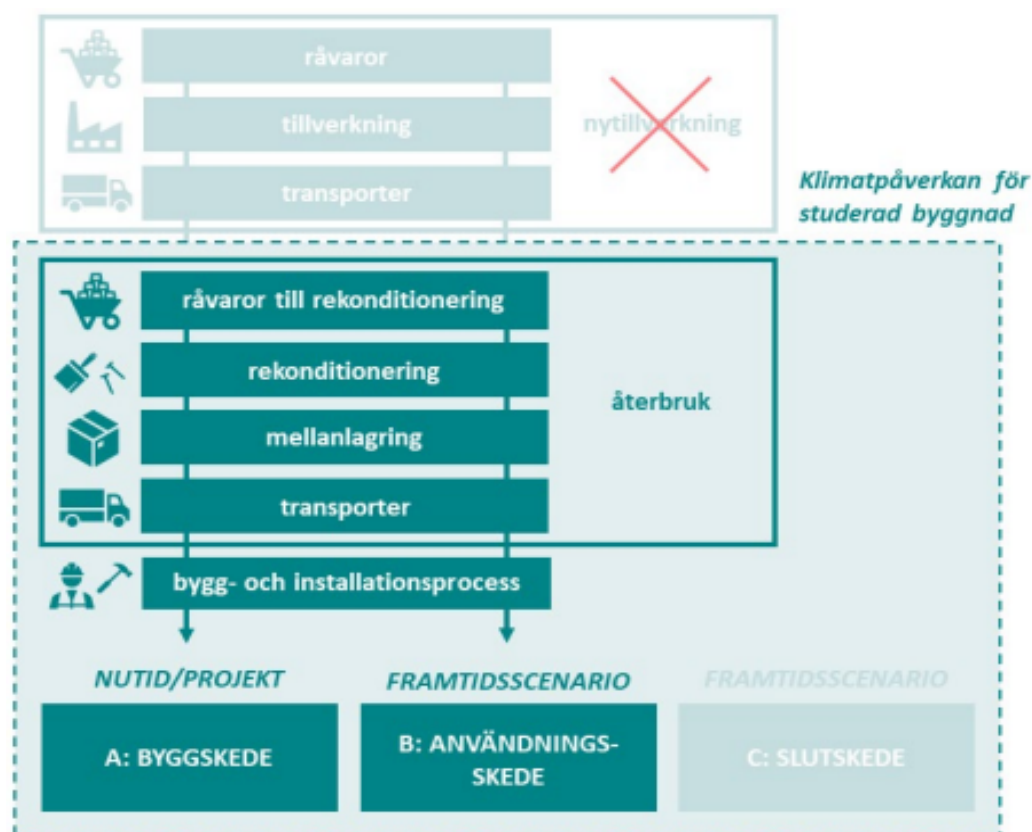 råvaror
tillverkning
nytillverkning
transporter
Klimatpåverkan för
studerad byggnad
råvaror till rekonditionering
rekonditionering
återbruk
mellanlagring
transporter
bygg- och installationsprocess
NUTID/PROJEKT
FRAMTIDSSCENARIO
FRAMTIDSSCENARIO
A: BYGGSKEDE
B: ANVÄNDNINGS-
SKEDE
C: SLUTSKEDE